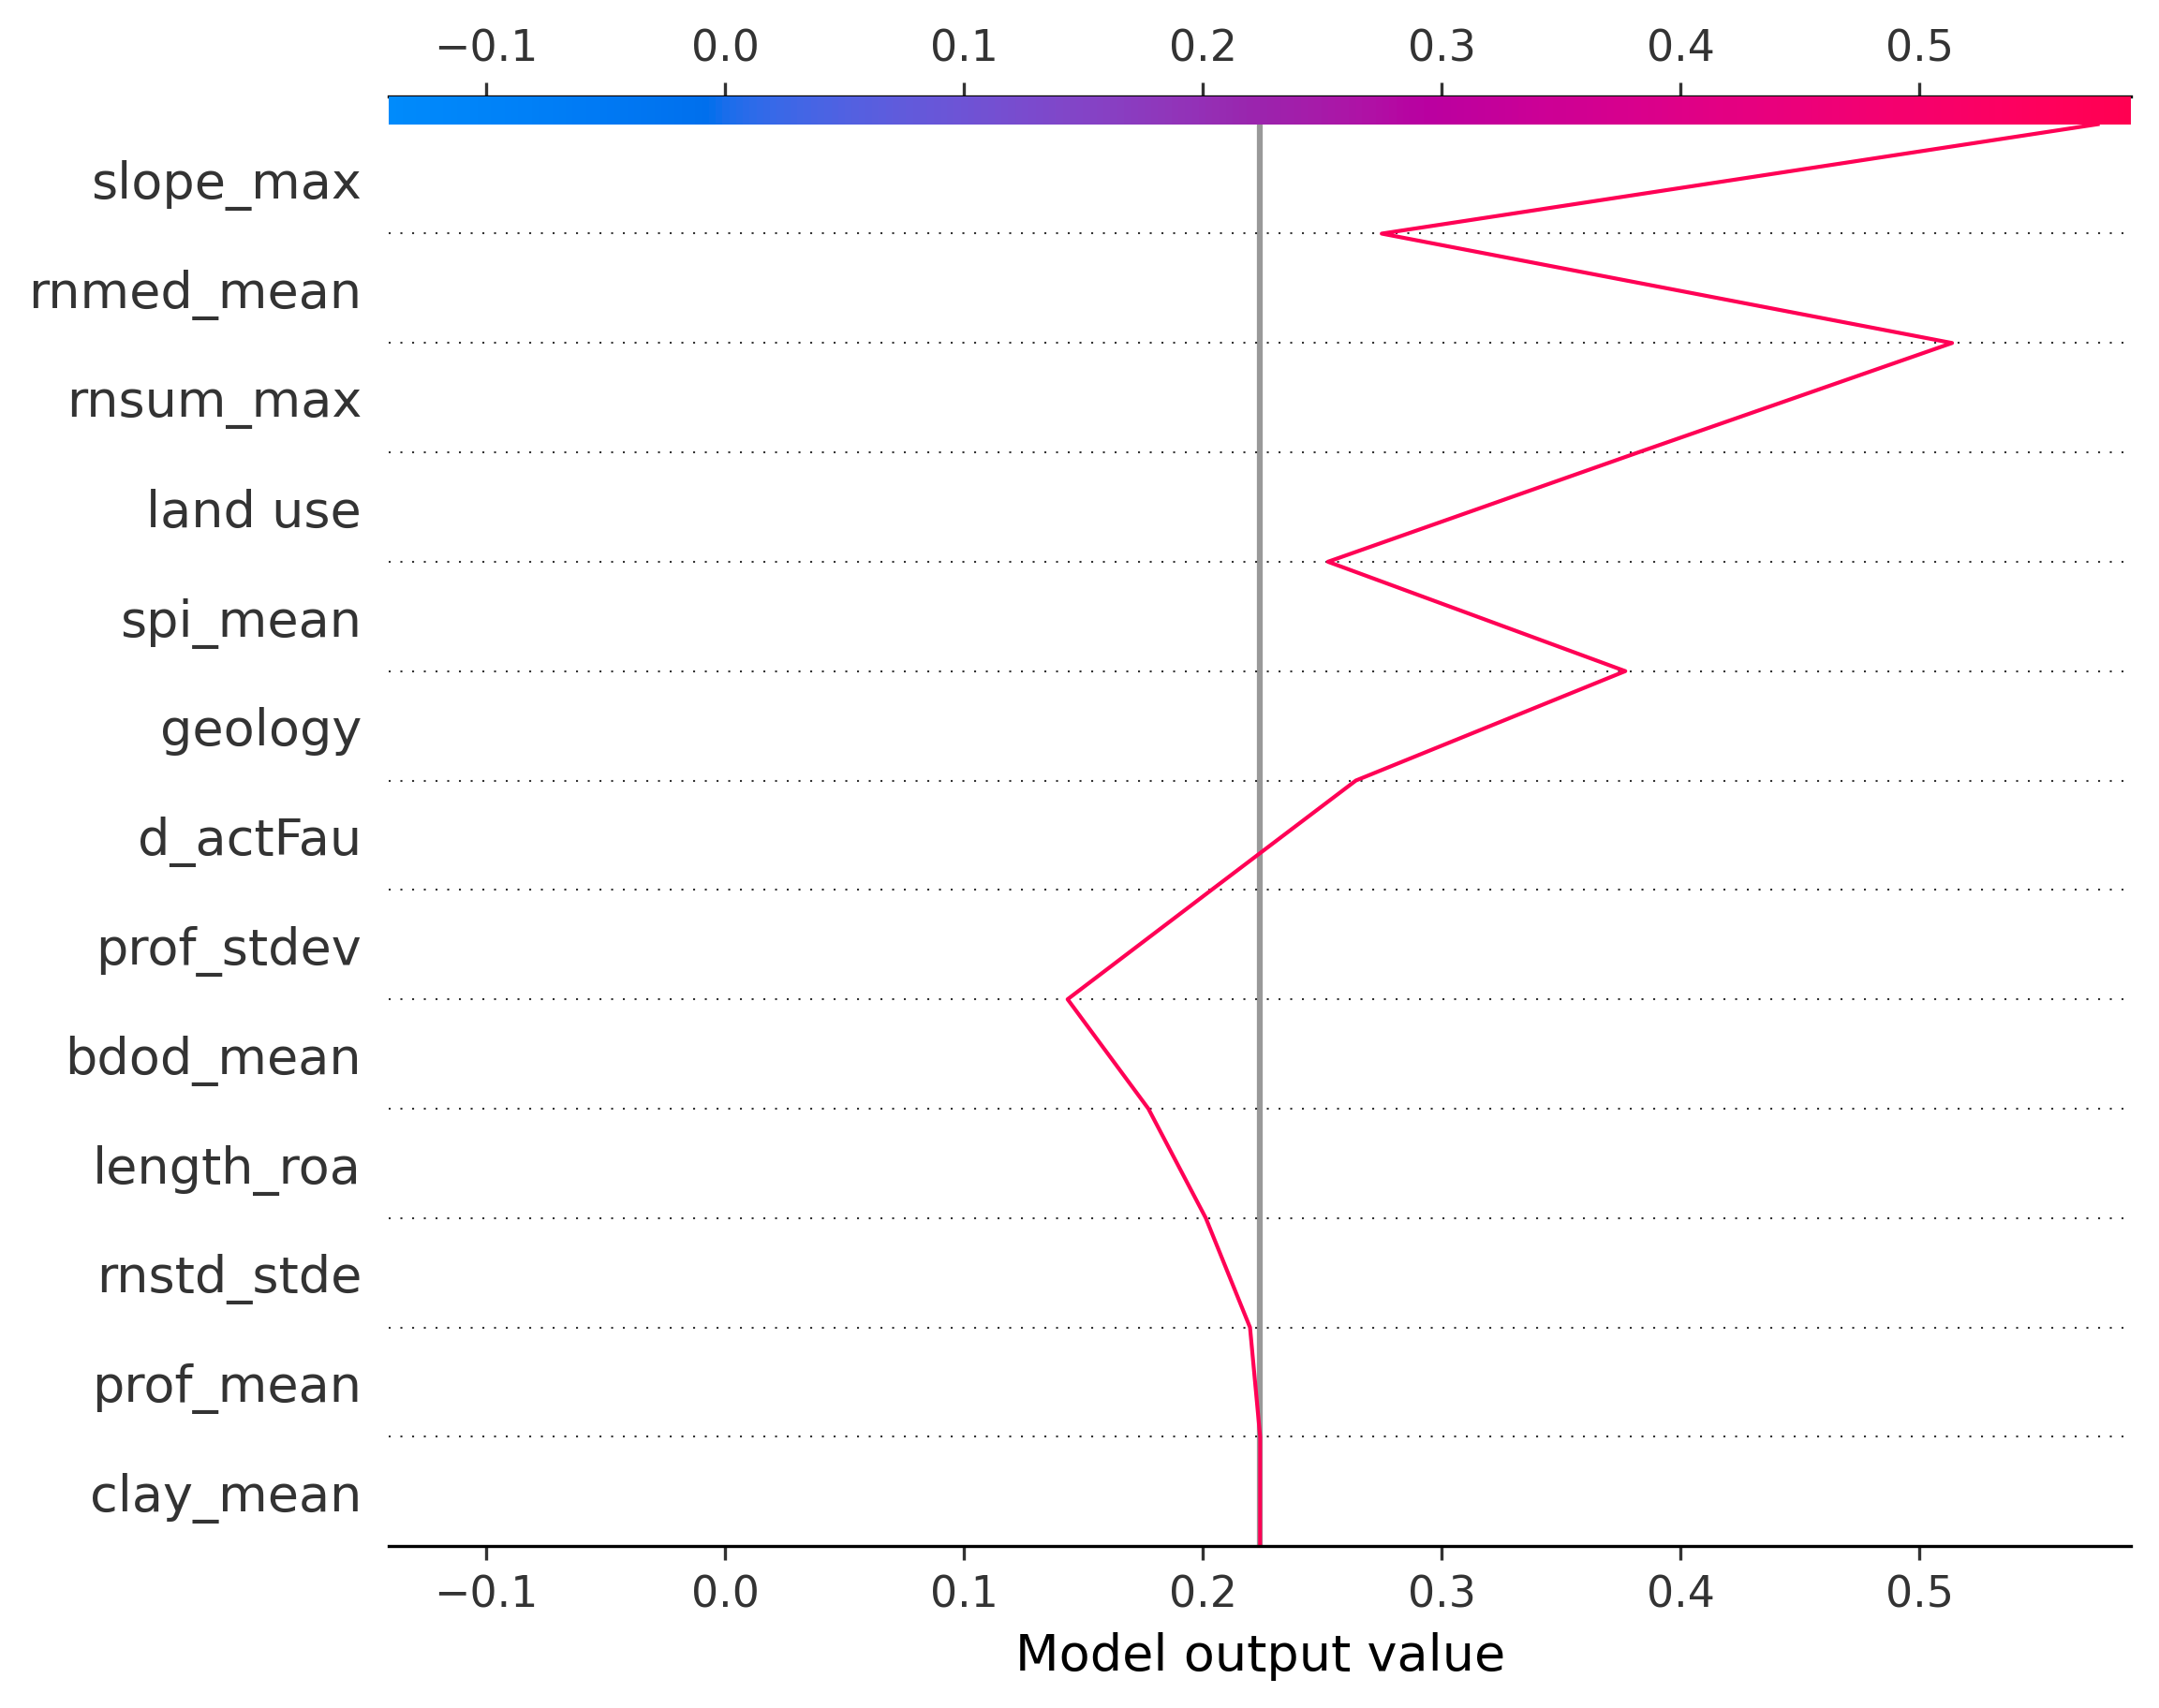 −0.1 0.0 0.1 0.2 0.3 0.4 0.5
slope_max
rnmed_mean
rnsum_max
land use
spi_mean
geology
d_actFau
prof_stdev
bdod_mean
length_roa
rnstd_stde
prof_mean
clay_mean
−0.1 0.0 0.1 0.2 0.3 0.4 0.5
Model output value